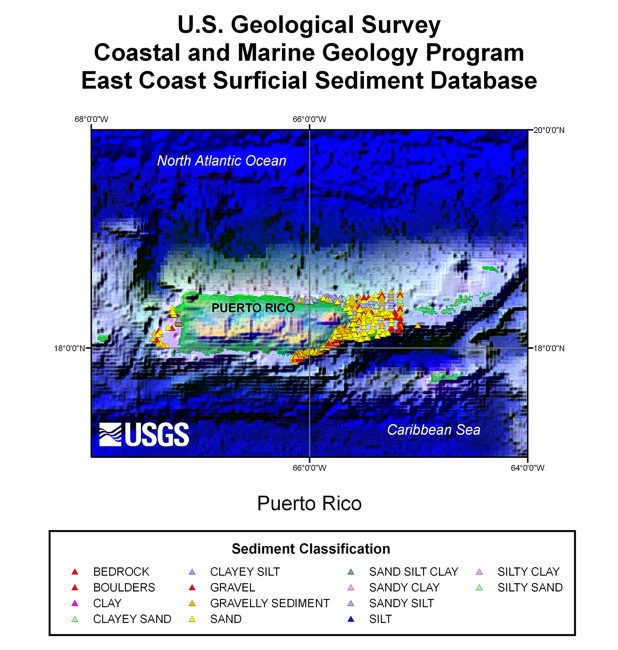 U.S. Geological Survey
Coastal and Marine Geology Program
East Coast Surficial Sediment Database
68°0'0"W
66°0'0"W
20°0'0"N
North Atlantic Ocean
PUERTO RICO
18°0'0"N
18°0'0"N
USGS
Caribbean Sea
66°0'0"W
64°0'0"W
Puerto Rico
Sediment Classification
BEDROCK
BOULDERS
CLAY
CLAYEY SAND
CLAYEY SILT
GRAVEL
GRAVELLY SEDIMENT
SAND
SAND SILT CLAY
SANDY CLAY
SANDY SILT
SILT
SILTY CLAY
SILTY SAND